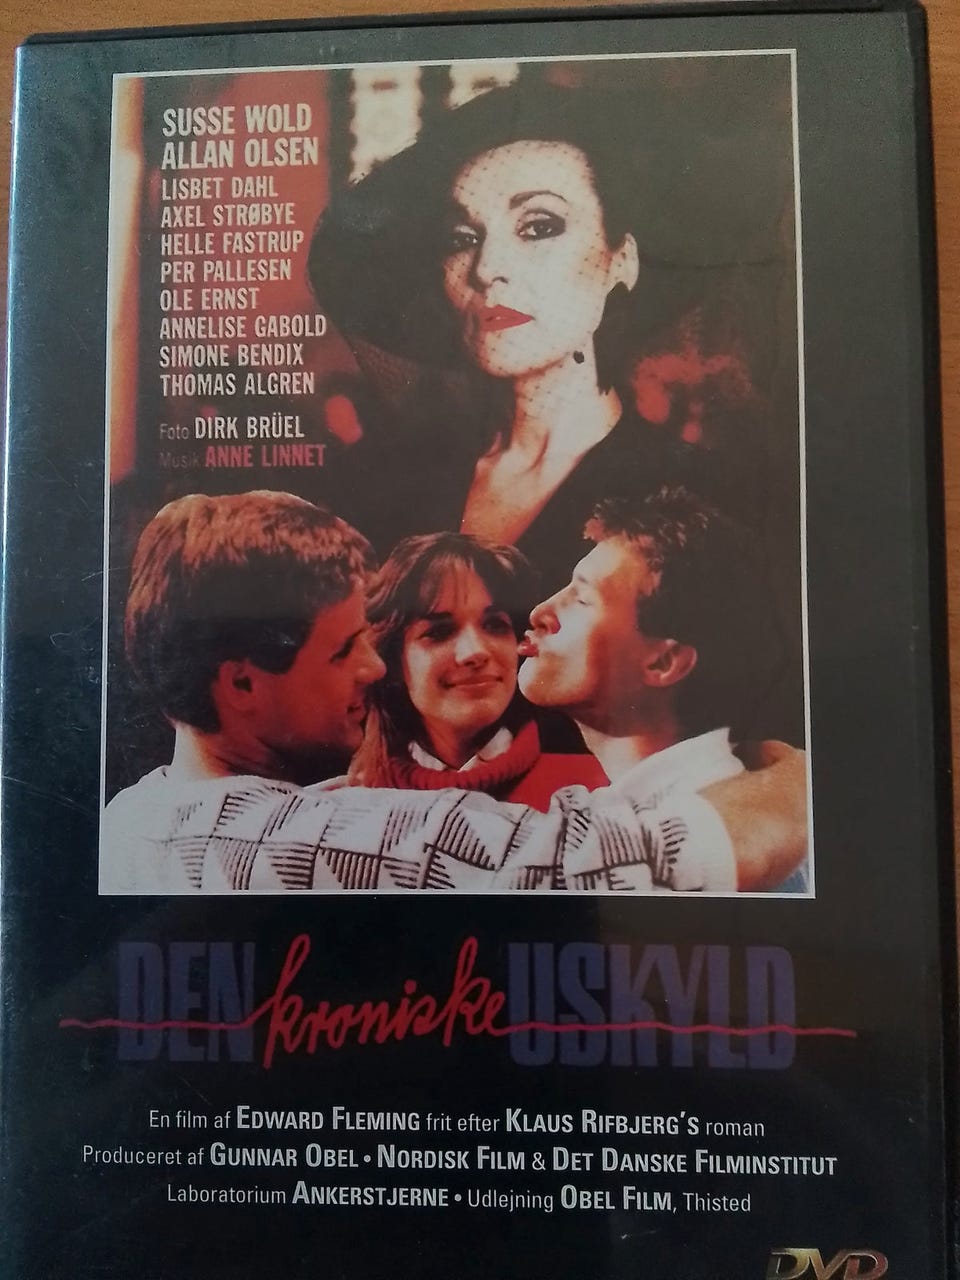 SUSSE WOLD
ALLAN OLSEN
LISBET DAHL
AXEL STRØBYE
HELLE FASTRUP
PER PALLESEN
OLE ERNST
ANNELISE GABOLD
SIMONE BENDIX
THOMAS ALGREN
Foto DIRK BRÜEL
Musik ANNE LINNET
DEN kroniske USKYLD
En film af EDWARD FLEMING frit efter KLAUS RIFBJERG'S roman
Produceret af GUNNAR OBEL • NORDISK FILM & DET DANSKE FILMINSTITUT
Laboratorium ANKERSTJERNE • Udlejning OBEL FILM, Thisted
DVD